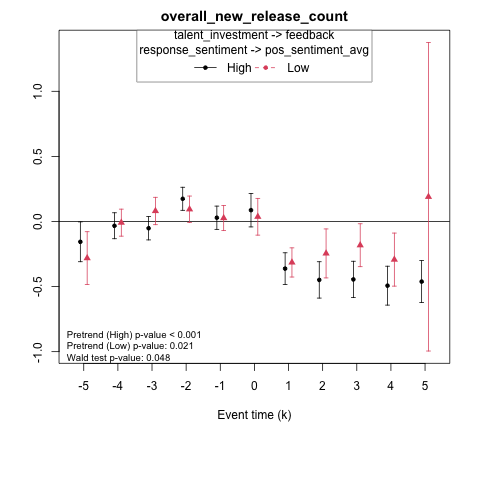 overall_new_release_count
talent_investment -> feedback
response_sentiment -> pos_sentiment_avg
High Low
1.0
0.5
0.0
-0.5
-1.0
Pretrend (High) p-value < 0.001
Pretrend (Low) p-value: 0.021
Wald test p-value: 0.048
-5 -4 -3 -2 -1 0 1 2 3 4 5
Event time (k)